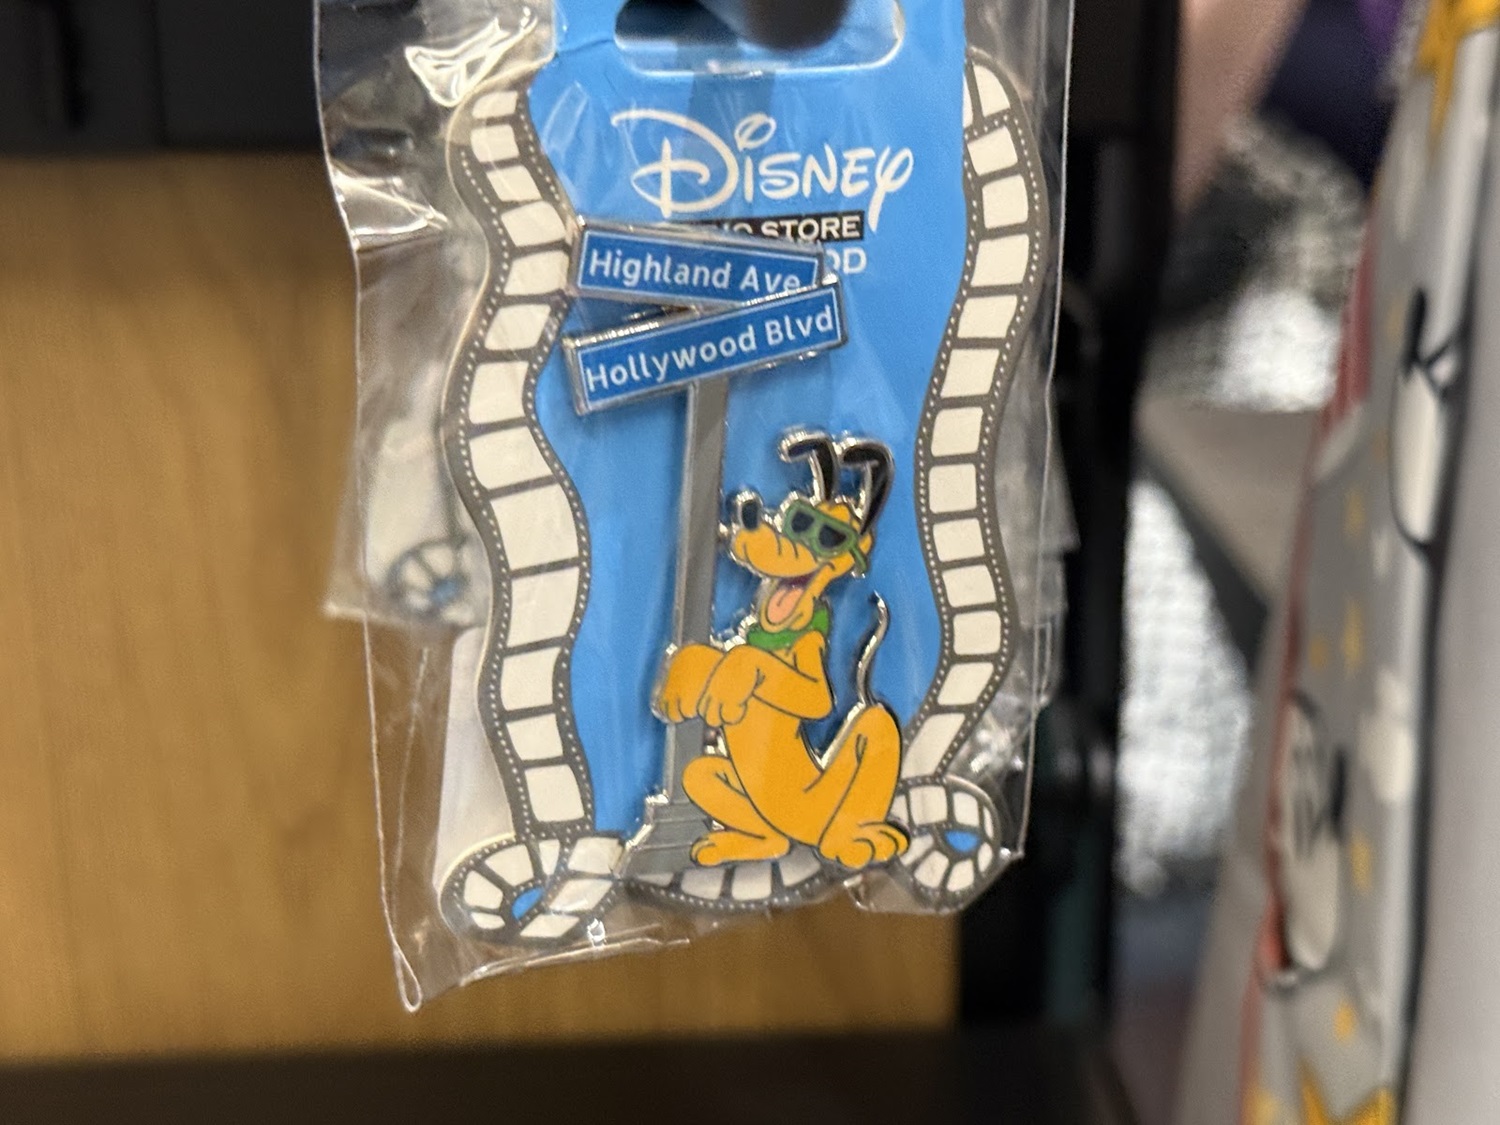 Disney
STORE
Highland Ave
Hollywood Blvd